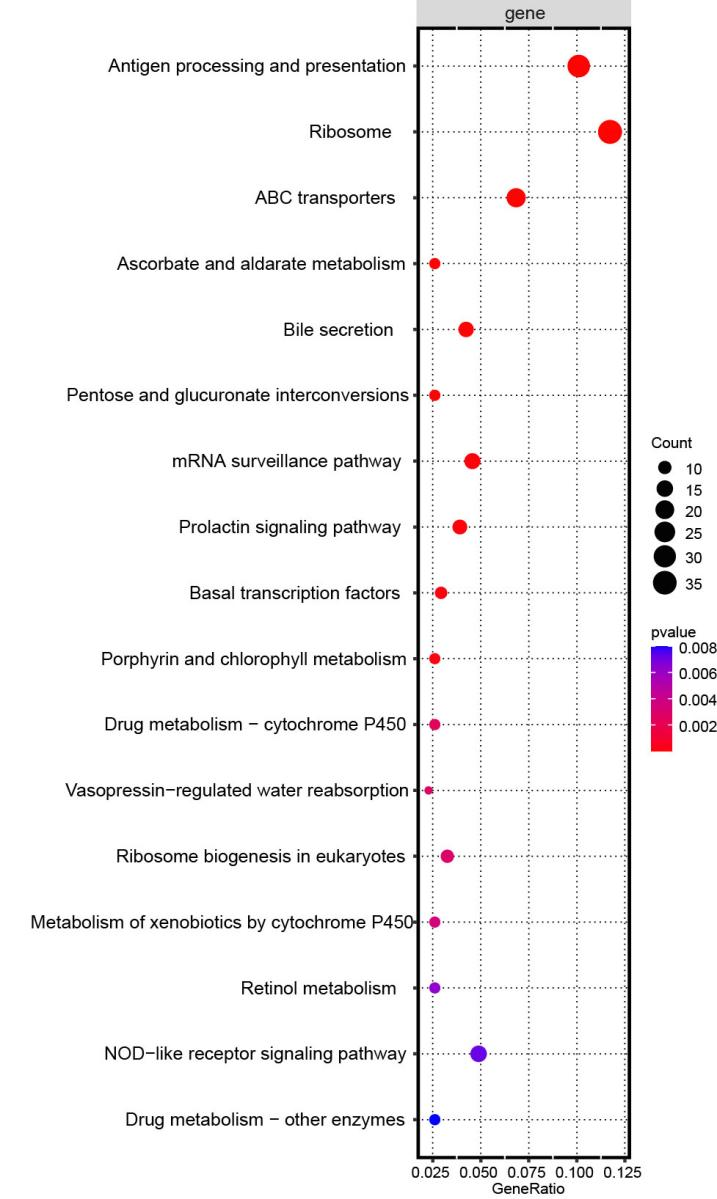 gene
Antigen processing and presentation
Ribosome
ABC transporters
Ascorbate and aldarate metabolism
Bile secretion
Pentose and glucuronate interconversions
mRNA surveillance pathway
Prolactin signaling pathway
Basal transcription factors
Porphyrin and chlorophyll metabolism
Drug metabolism − cytochrome P450
Vasopressin−regulated water reabsorption
Ribosome biogenesis in eukaryotes
Metabolism of xenobiotics by cytochrome P450
Retinol metabolism
NOD−like receptor signaling pathway
Drug metabolism − other enzymes
0.025 0.050 0.075 0.100 0.125
GeneRatio
Count
10
15
20
25
30
35
pvalue
0.008
0.006
0.004
0.002